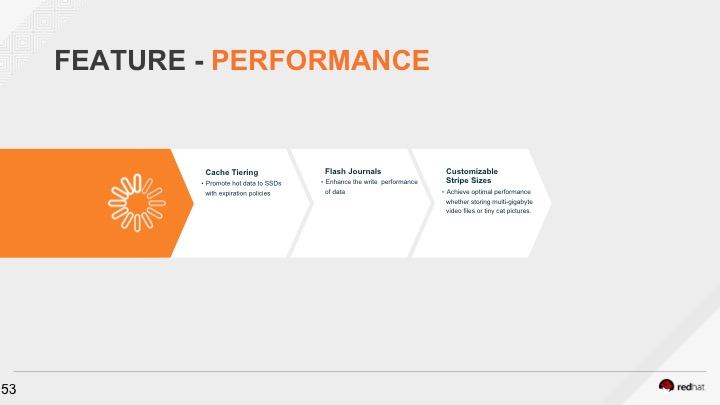 FEATURE - PERFORMANCE
Cache Tiering
• Promote hot data to SSDs
with expiration policies
Flash Journals
• Enhance the write performance
of data
Customizable
Stripe Sizes
• Achieve optimal performance
whether storing multi-gigabyte
video files or tiny cat pictures.
53
redhat.